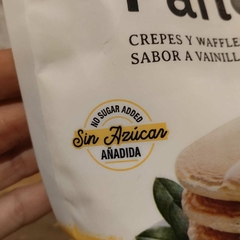 CREPES Y WAFFLE
SABOR A VAINILL
NO SUGAR ADDED
Sin Azúcar
AÑADIDA